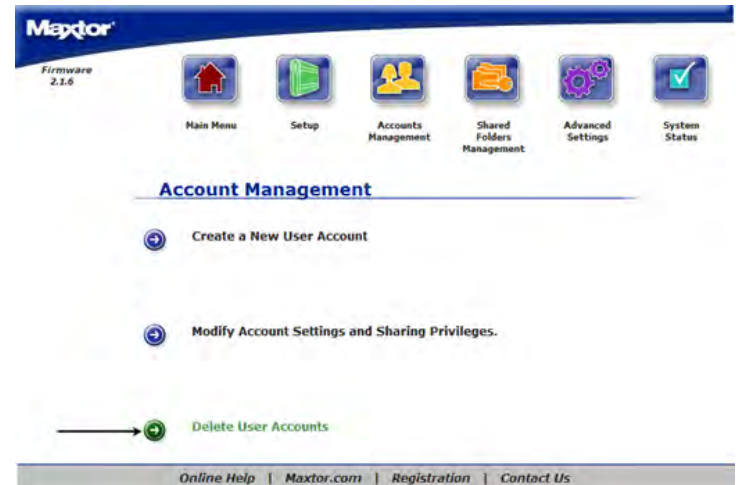 Maxtor
Firmware
2.1.6
Main Menu
Setup
Accounts
Management
Shared
Folders
Management
Advanced
Settings
System
Status
Account Management
Create a New User Account
Modify Account Settings and Sharing Privileges.
Delete User Accounts
Online Help | Maxtor.com | Registration | Contact Us